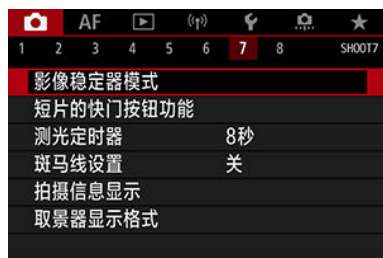 AF
1 2 3 4 5 6 7 8 SHOOT7
影像稳定器模式
短片的快门按钮功能
测光定时器 8秒
斑马线设置 关
拍摄信息显示
取景器显示格式